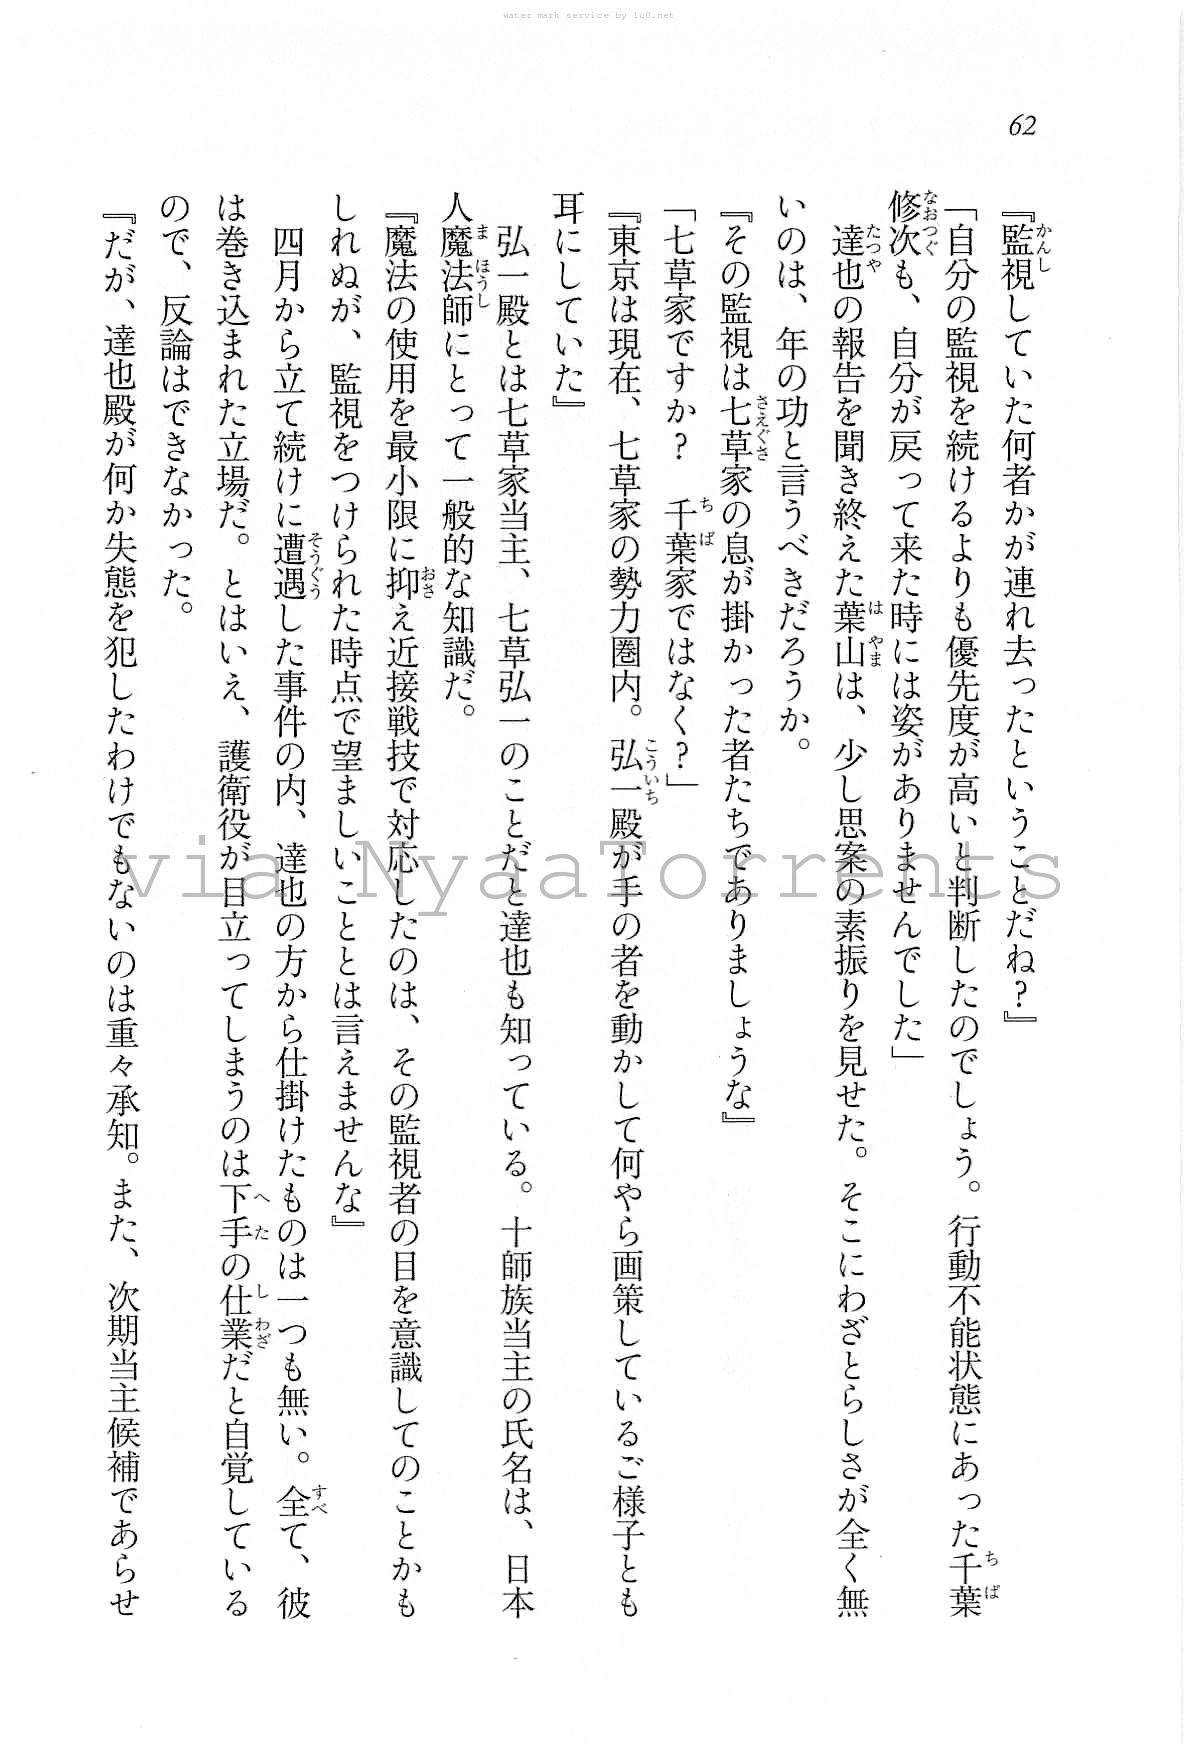 water mark service by lu0.net
62
『監視していた何者かが連れ去ったということだね?』
「自分の監視を続けるよりも優先度が高いと判断したのでしょう。行動不能状態にあった千葉
修次も、自分が戻って来た時には姿がありませんでした」
達也の報告を聞き終えた葉山は、少し思案の素振りを見せた。そこにわざとらしさが全く無
いのは、年の功と言うべきだろうか。
『その監視は七草家の息が掛かった者たちでありましょうな』
「七草家ですか? 千葉家ではなく?」
『東京は現在、七草家の勢力圏内。弘一殿が手の者を動かして何やら画策しているご様子とも
耳にしていた』
弘一殿とは七草家当主、七草弘一のことだと達也も知っている。十師族当主の氏名は、日本
人魔法師にとって一般的な知識だ。
『魔法の使用を最小限に抑え近接戦技で対応したのは、その監視者の目を意識してのことかも
しれぬが、監視をつけられた時点で望ましいこととは言えませんな』
四月から立て続けに遭遇した事件の内、達也の方から仕掛けたものは一つも無い。全て、彼
は巻き込まれた立場だ。とはいえ、護衛役が目立ってしまうのは下手の仕業だと自覚している
ので、反論はできなかった。
『だが、達也殿が何か失態を犯したわけでもないのは重々承知。また、次期当主候補であらせ
via NyaaTorrents